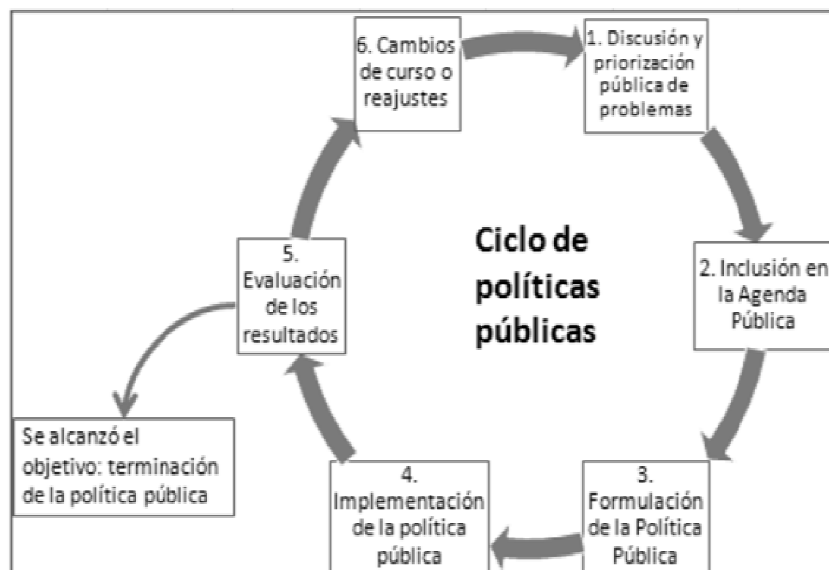 6. Cambios
de curso o
reajustes
1. Discusión y
priorización
pública de
problemas
Ciclo de
políticas
públicas
2. Inclusión en
la Agenda
Pública
5.
Evaluación
de los
resultados
Se alcanzó el
objetivo: terminación
de la política pública
4.
Implementación
de la política
pública
3.
Formulación
de la Política
Pública